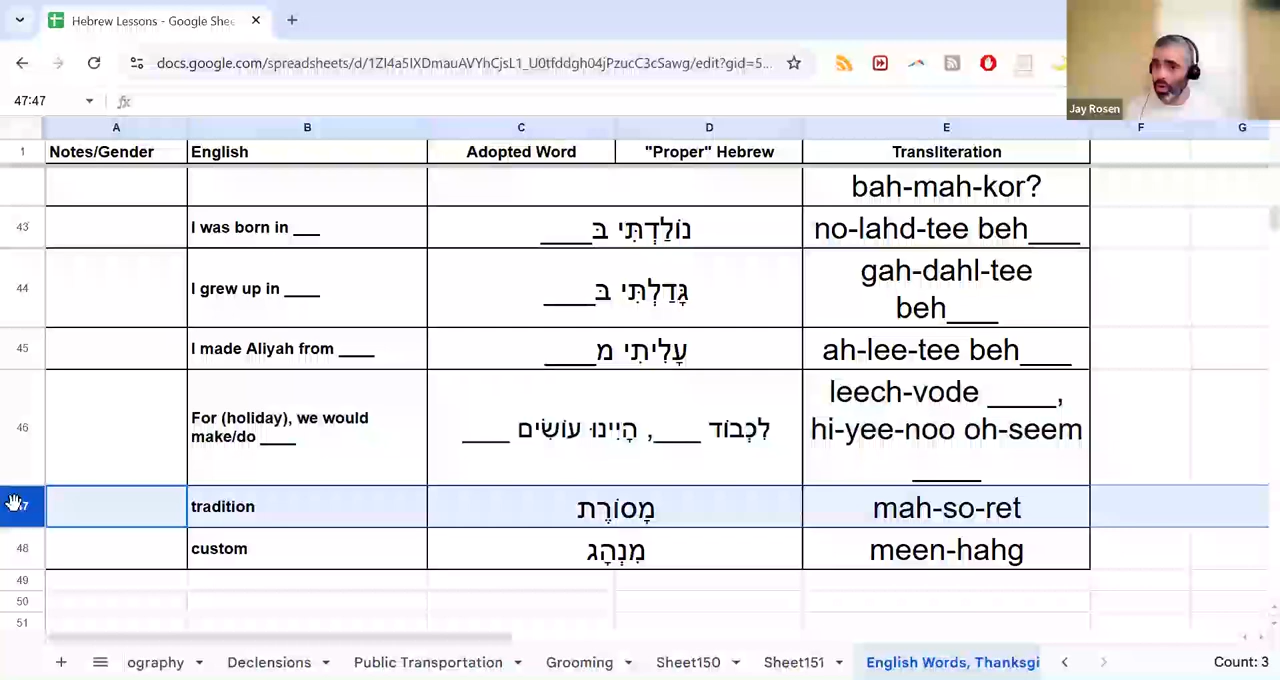 Hebrew Lessons - Google Shee
docs.google.com/spreadsheets/d/1ZI4a5IXDmauAVYhCjsL1_U0tfddgh04jPzucC3cSawg/edit?gid=5...
Jay Rosen
47:47
fx
A B C D E F G
1 Notes/Gender English Adopted Word "Proper" Hebrew Transliteration
bah-mah-kor?
43 I was born in ___ נוֹלַדְתִּי בּ____ no-lahd-tee beh____
44 I grew up in ____ גָּדַלְתִּי בּ____ gah-dahl-tee
beh____
45 I made Aliyah from ____ עָלִיתִי מ____ ah-lee-tee beh____
46 For (holiday), we would
make/do ____ לִכְבוֹד ____, הָיִינוּ עוֹשִׂים ____ leech-vode ____,
hi-yee-noo oh-seem
____
tradition מָסוֹרֶת mah-so-ret
48 custom מִנְהָג meen-hahg
49
50
51
ography Declensions Public Transportation Grooming Sheet150 Sheet151 English Words, Thanksgi Count: 3